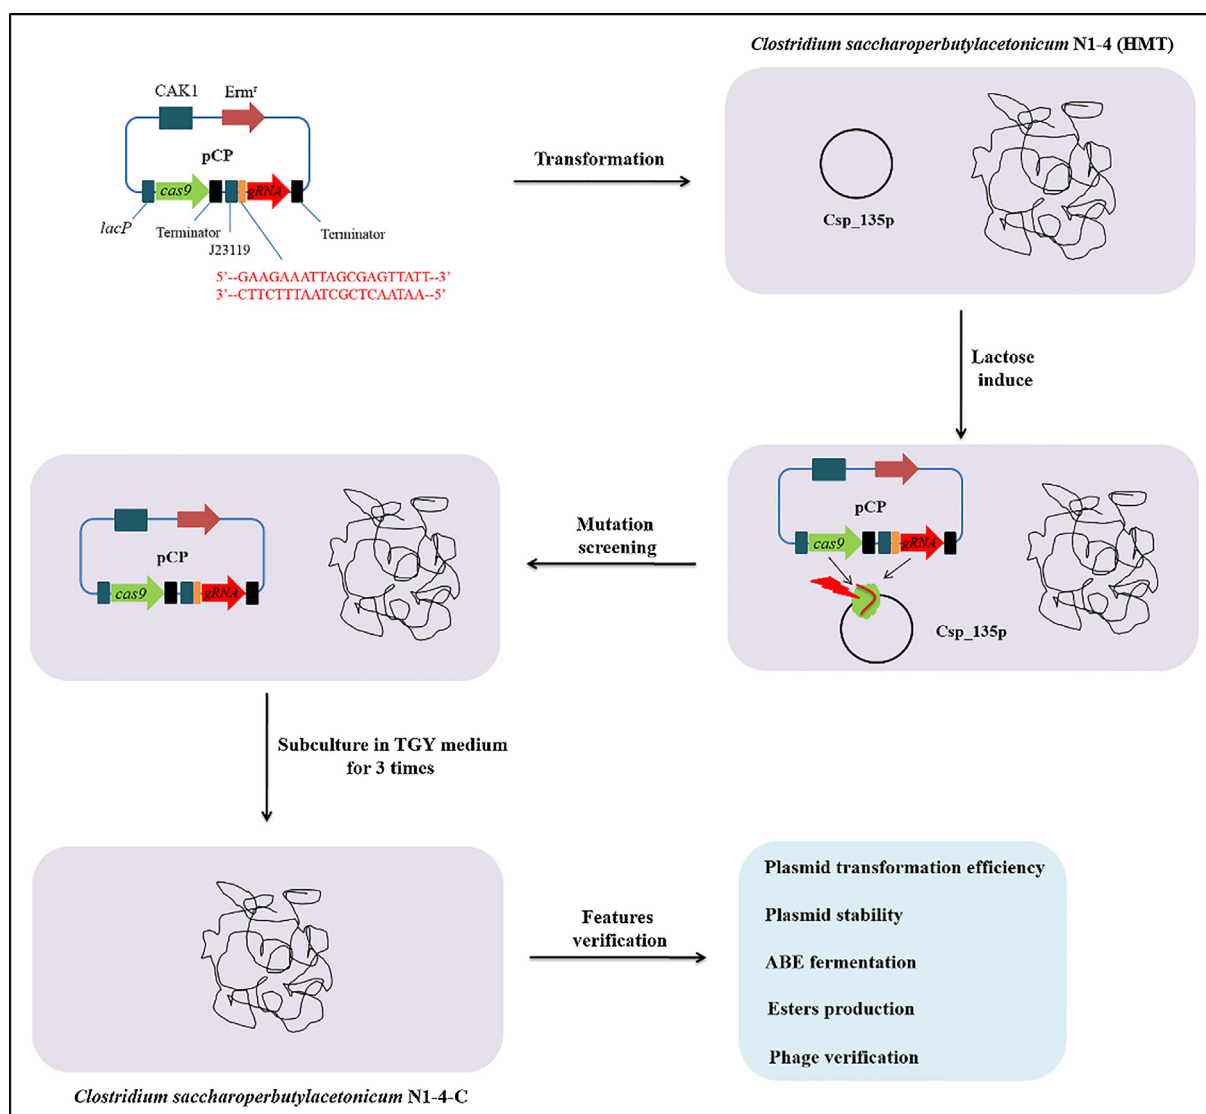 Clostridium saccharoperbutylacetonicum N1-4 (HMT)
CAK1
Ermʳ
pCP
cas9
gRNA
lacP
Terminator
J23119
Terminator
5’--GAAGAAATTAGCGAGTTATT--3’
3’--CTTCTTTAATCGCTCAATAA--5’
Transformation
Csp_135p
Lactose
induce
pCP
cas9
gRNA
Csp_135p
Mutation
screening
pCP
cas9
gRNA
Subculture in TGY medium
for 3 times
Clostridium saccharoperbutylacetonicum N1-4-C
Features
verification
Plasmid transformation efficiency
Plasmid stability
ABE fermentation
Esters production
Phage verification